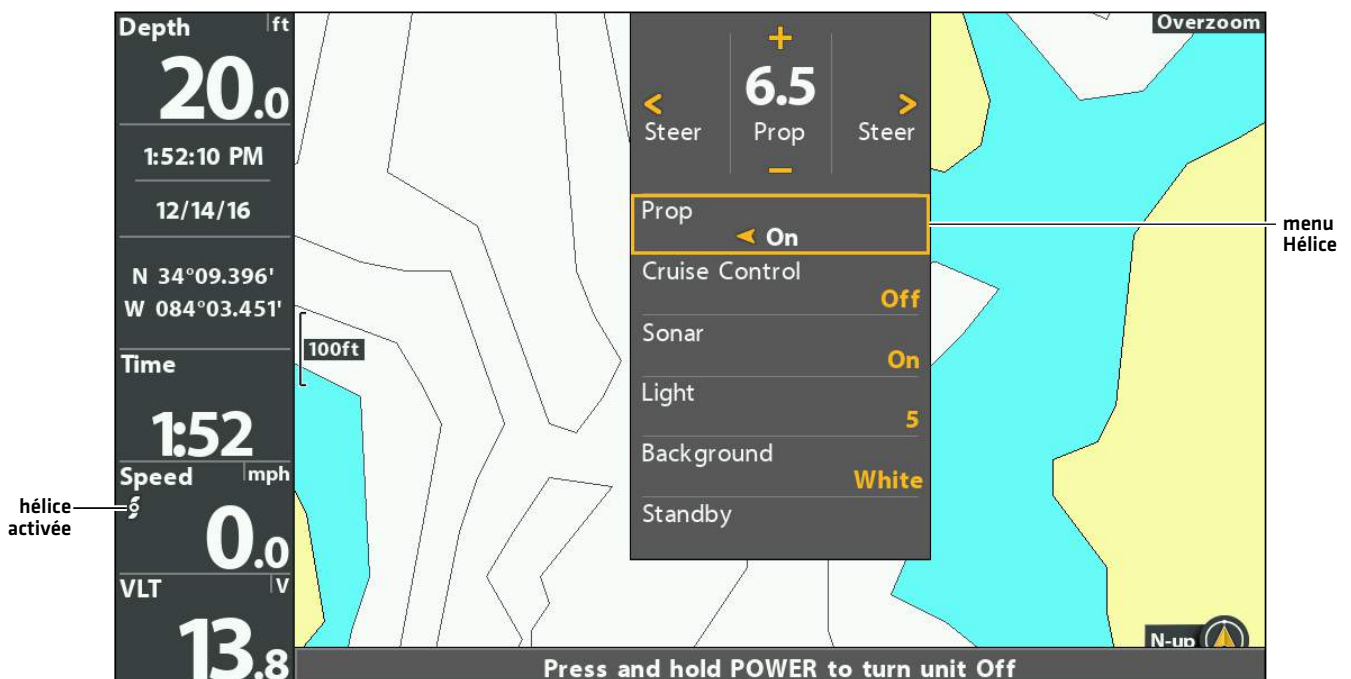 Depth ft
20.0
1:52:10 PM
12/14/16
N 34°09.396'
W 084°03.451'
Time
1:52
Speed mph
0.0
VLT V
13.8
hélice
activée
100ft
+
6.5
< >
Steer Prop Steer
−
Prop
On
Cruise Control
Off
Sonar
On
Light
5
Background
White
Standby
menu
Hélice
Overzoom
N-up
Press and hold POWER to turn unit Off